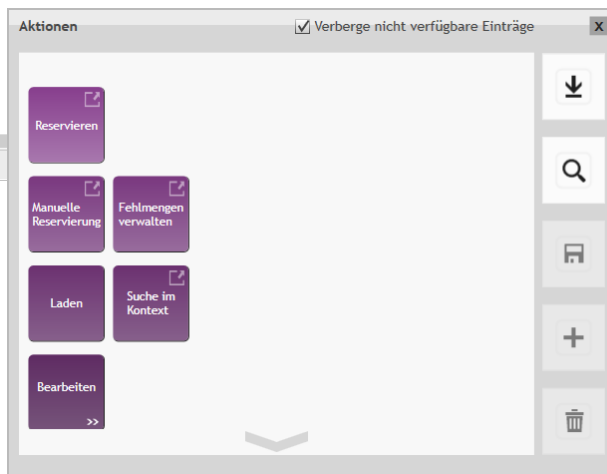 Aktionen
Verberge nicht verfügbare Einträge
X
Reservieren
Manuelle
Reservierung
Fehlmengen
verwalten
Laden
Suche im
Kontext
Bearbeiten
>>